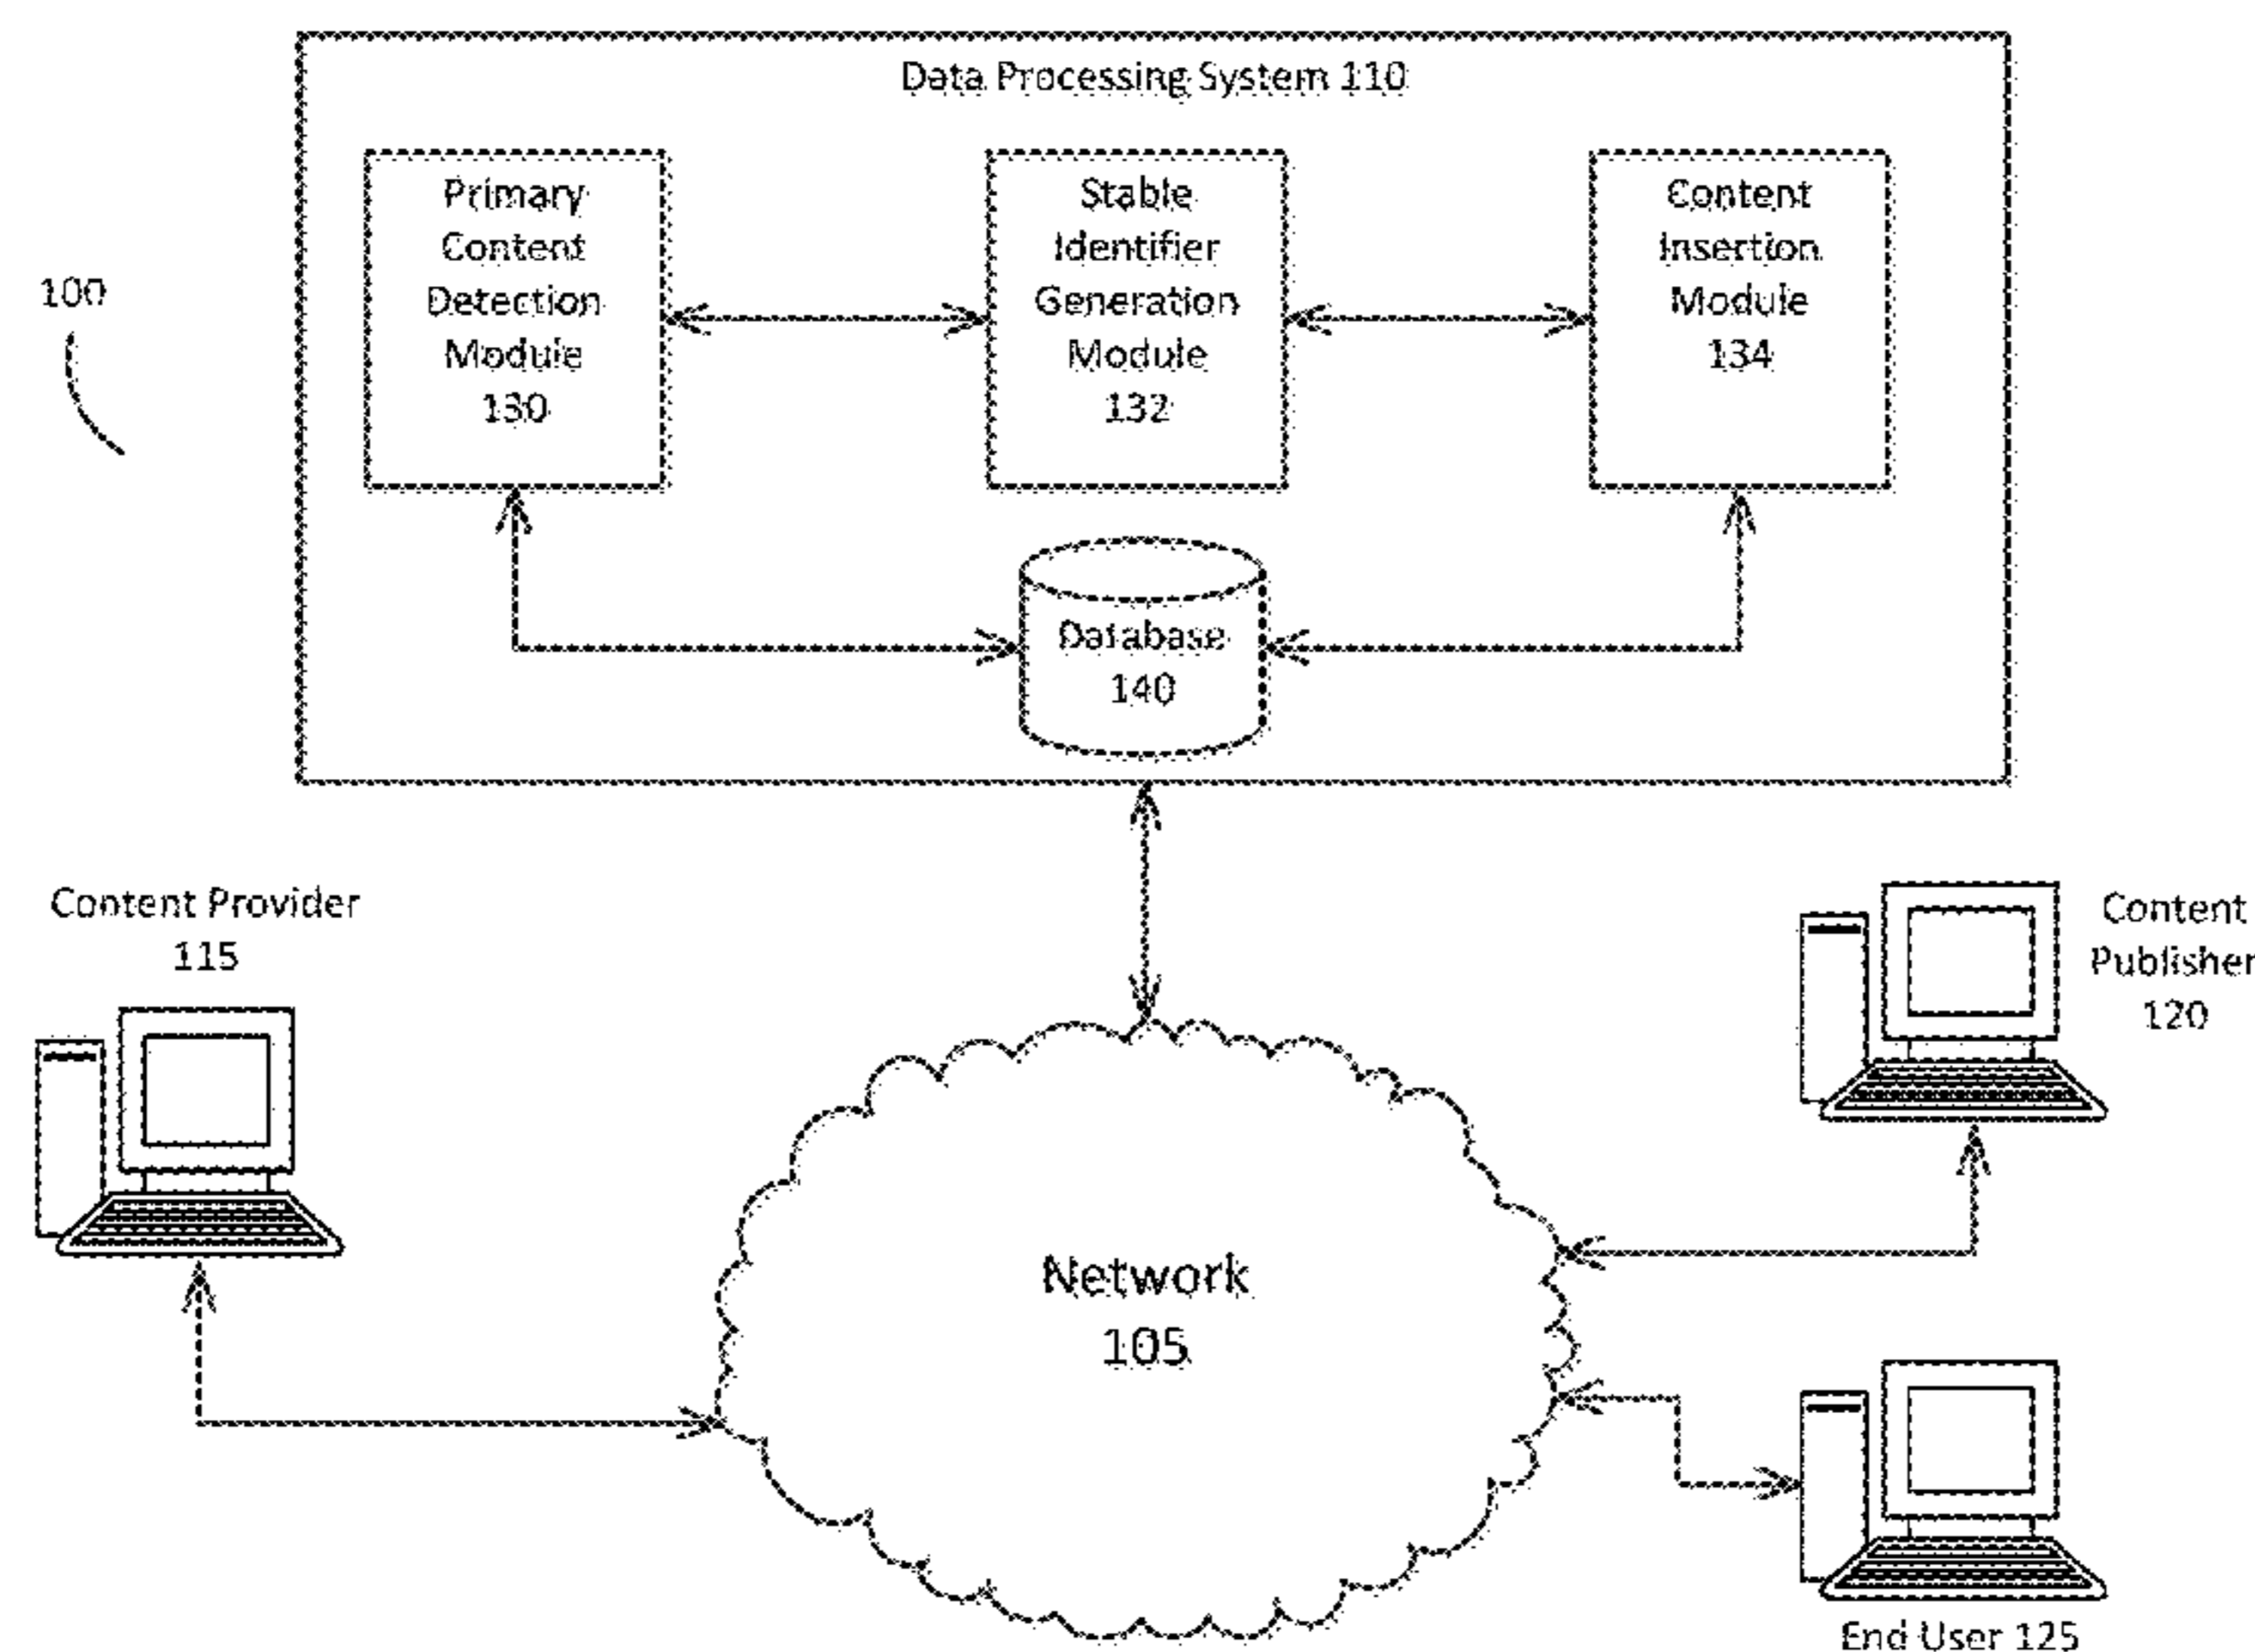 Data Processing System 110
Primary
Content
Detection
Module
130
Stable
Identifier
Generation
Module
132
Content
Insertion
Module
134
100
Database
140
Content Provider
115
Content
Publisher
120
Network
105
End User 125